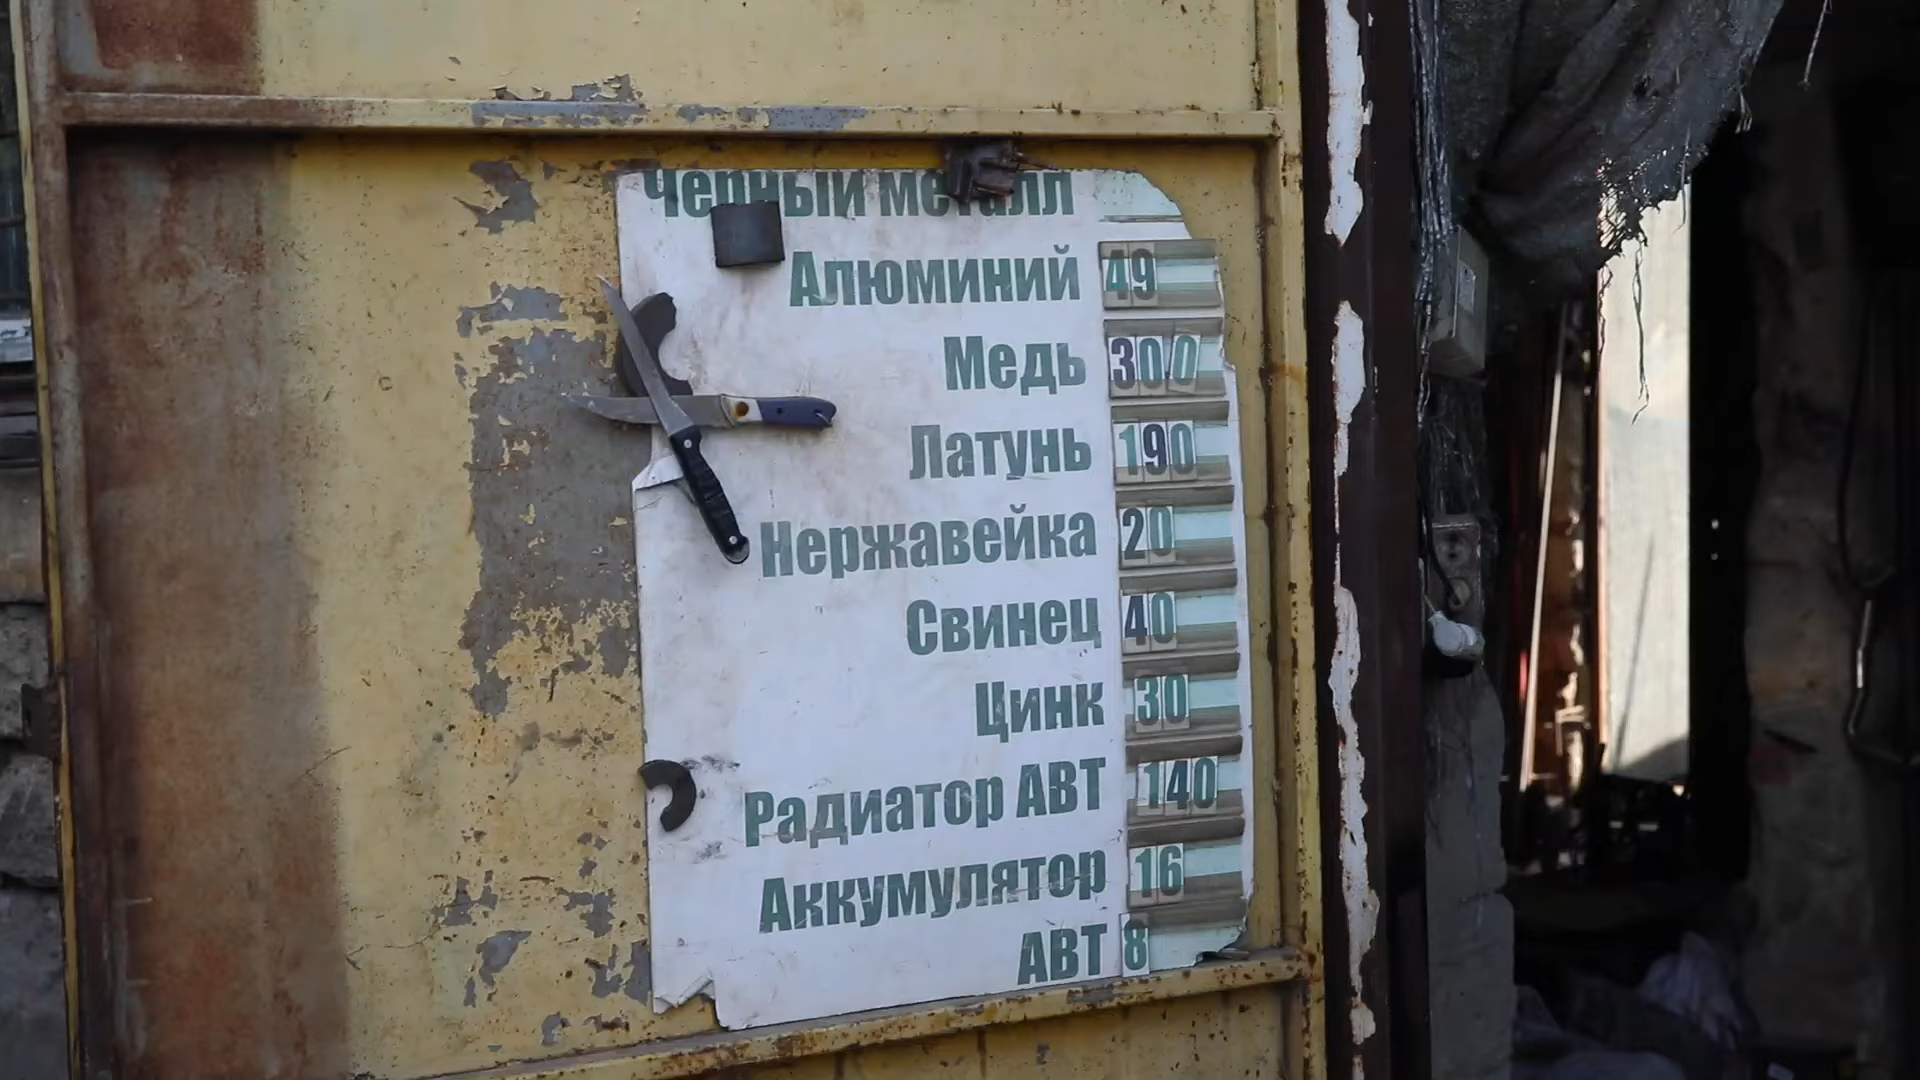 Черный металл
Алюминий 49
Медь 300
Латунь 190
Нержавейка 20
Свинец 40
Цинк 30
Радиатор АВТ 140
Аккумулятор 16
АВТ 8